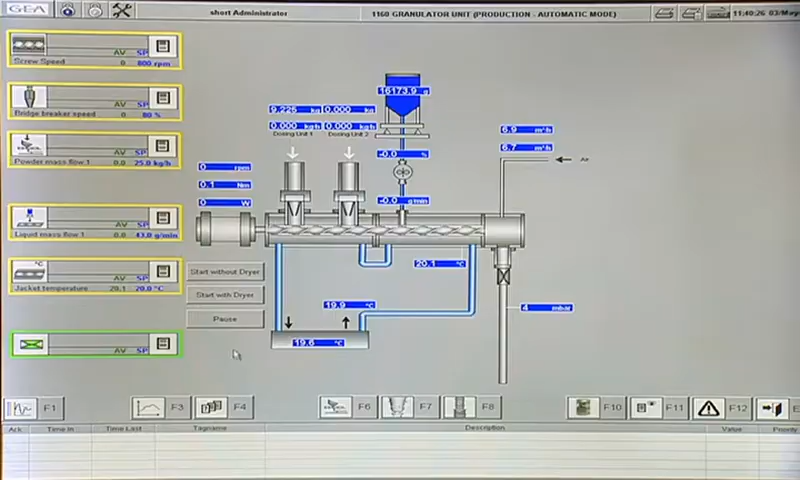 GEA
short Administrator
1160 GRANULATOR UNIT (PRODUCTION - AUTOMATIC MODE)
11:40:26 03/May
AV SP
Screw Speed 0 800 rpm
AV SP
Bridge breaker speed 0 80 %
AV SP
Powder mass flow 1 0.0 25.0 kg/h
AV SP
Liquid mass flow 1 0.0 43.0 g/min
AV SP
Jacket temperature 20.1 20.0 °C
AV SP
16173.9 g
9.225 kg 0.000 kg
0.000 kg/h 0.000 kg/h
Dosing Unit 1 Dosing Unit 2
-0.0 %
-0.0 g/min
0 rpm
0.1 Nm
0 W
6.9 m³/h
6.7 m³/h
Air
20.1 °C
19.9 °C
19.6 °C
4 mbar
Start without Dryer
Start with Dryer
Pause
F1 F3 F4 F6 F7 F8 F10 F11 F12
Ack Time In Time Last Tagname Description Value Priority